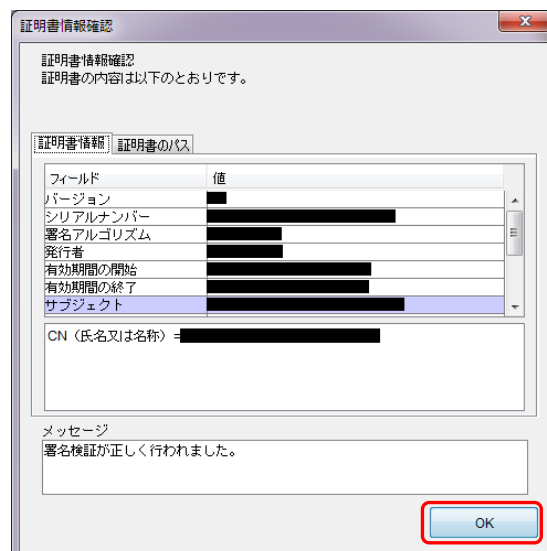 証明書情報確認
証明書情報確認
証明書の内容は以下のとおりです。
証明書情報 証明書のパス
フィールド 値
バージョン
シリアルナンバー
署名アルゴリズム
発行者
有効期間の開始
有効期間の終了
サブジェクト
CN（氏名又は名称）=
メッセージ
署名検証が正しく行われました。
OK